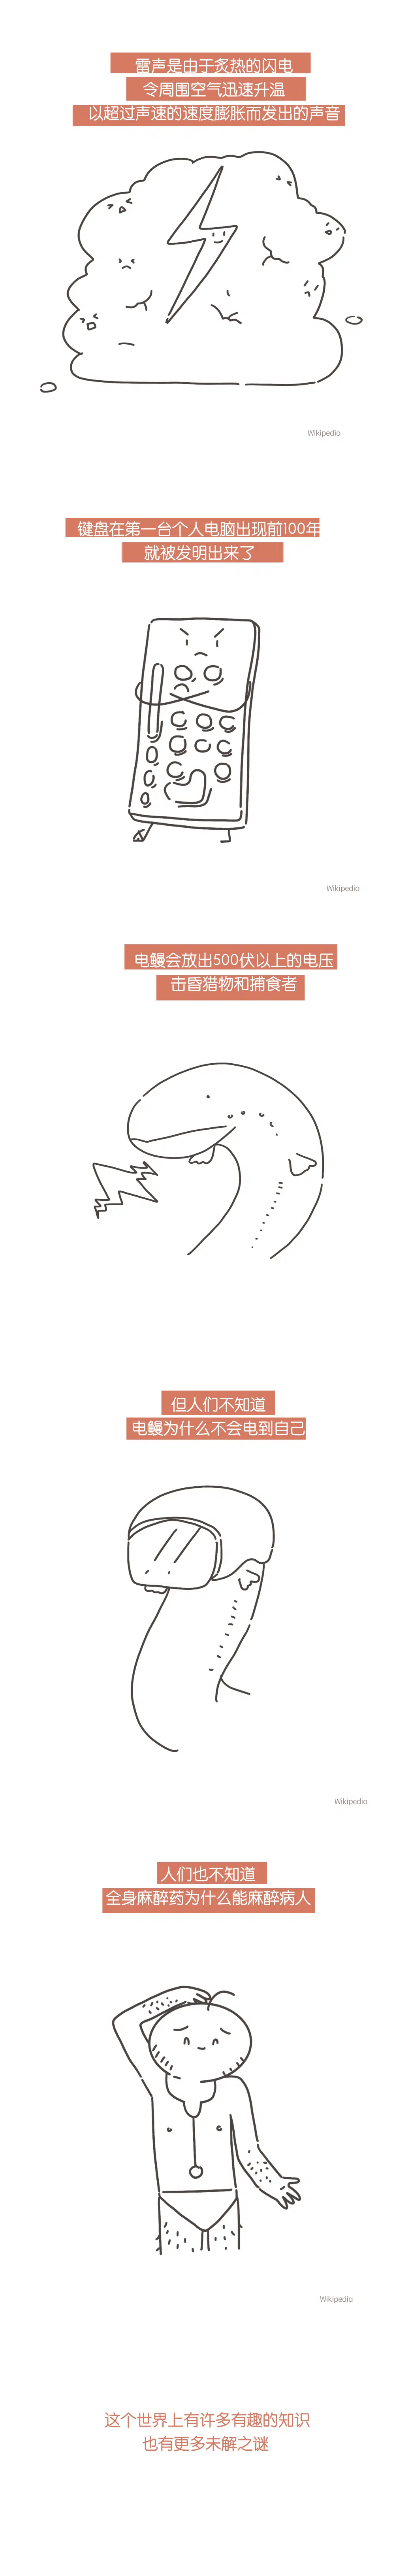 雷声是由于炙热的闪电
令周围空气迅速升温
以超过声速的速度膨胀而发出的声音
Wikipedia
键盘在第一台个人电脑出现前100年
就被发明出来了
Wikipedia
电鳗会放出500伏以上的电压
击昏猎物和捕食者
但人们不知道
电鳗为什么不会电到自己
Wikipedia
人们也不知道
全身麻醉药为什么能麻醉病人
Wikipedia
这个世界上有许多有趣的知识
也有更多未解之谜